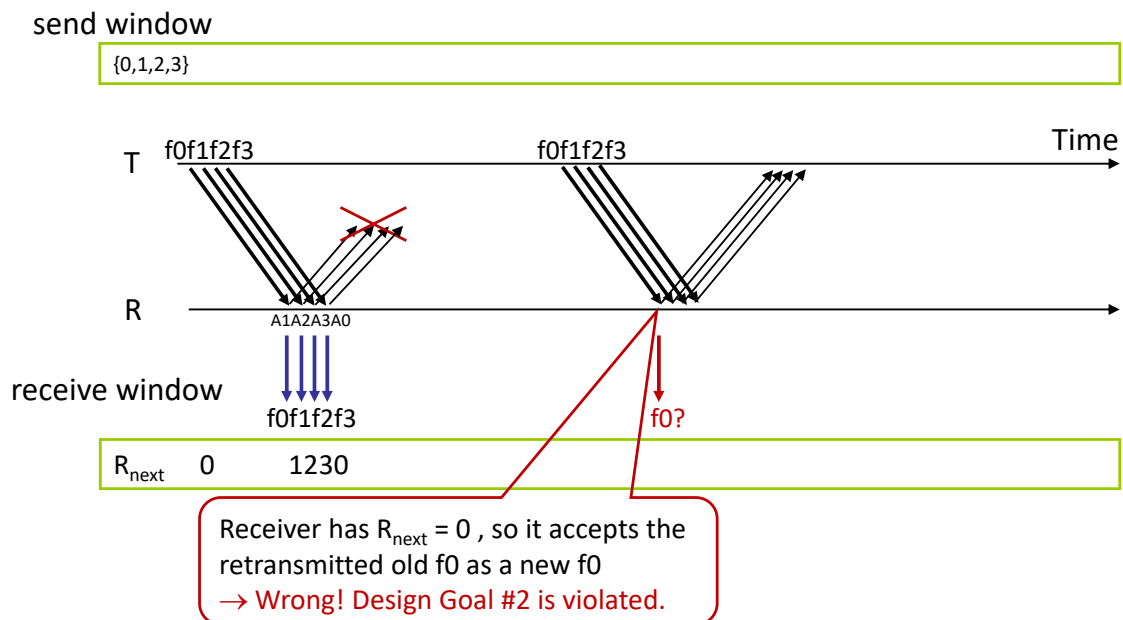 send window
{0,1,2,3}
T f0f1f2f3 f0f1f2f3 Time
R
A1A2A3A0
receive window
f0f1f2f3 f0?
Rnext 0 1230
Receiver has Rnext = 0 , so it accepts the
retransmitted old f0 as a new f0
→ Wrong! Design Goal #2 is violated.